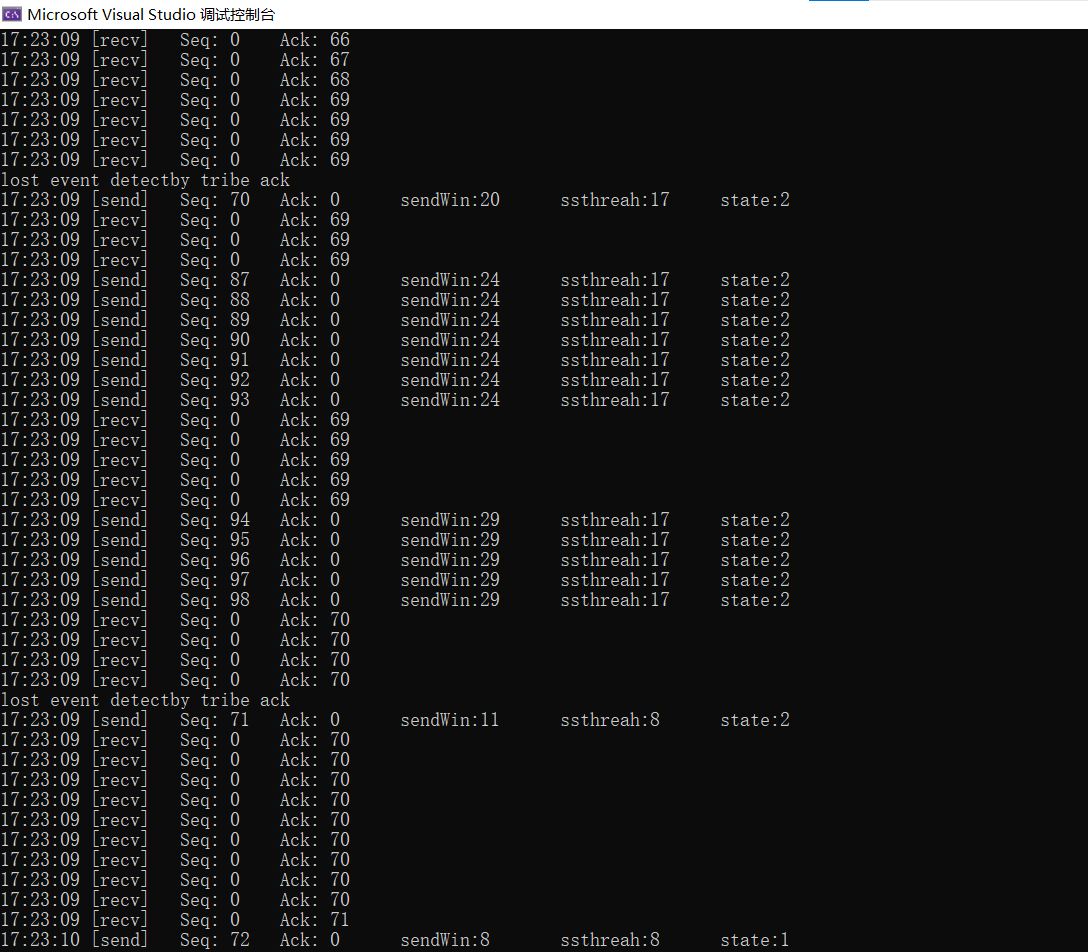 Microsoft Visual Studio 调试控制台
17:23:09 [recv] Seq: 0 Ack: 66
17:23:09 [recv] Seq: 0 Ack: 67
17:23:09 [recv] Seq: 0 Ack: 68
17:23:09 [recv] Seq: 0 Ack: 69
17:23:09 [recv] Seq: 0 Ack: 69
17:23:09 [recv] Seq: 0 Ack: 69
17:23:09 [recv] Seq: 0 Ack: 69
lost event detectby tribe ack
17:23:09 [send] Seq: 70 Ack: 0 sendWin:20 ssthreah:17 state:2
17:23:09 [recv] Seq: 0 Ack: 69
17:23:09 [recv] Seq: 0 Ack: 69
17:23:09 [recv] Seq: 0 Ack: 69
17:23:09 [send] Seq: 87 Ack: 0 sendWin:24 ssthreah:17 state:2
17:23:09 [send] Seq: 88 Ack: 0 sendWin:24 ssthreah:17 state:2
17:23:09 [send] Seq: 89 Ack: 0 sendWin:24 ssthreah:17 state:2
17:23:09 [send] Seq: 90 Ack: 0 sendWin:24 ssthreah:17 state:2
17:23:09 [send] Seq: 91 Ack: 0 sendWin:24 ssthreah:17 state:2
17:23:09 [send] Seq: 92 Ack: 0 sendWin:24 ssthreah:17 state:2
17:23:09 [send] Seq: 93 Ack: 0 sendWin:24 ssthreah:17 state:2
17:23:09 [recv] Seq: 0 Ack: 69
17:23:09 [recv] Seq: 0 Ack: 69
17:23:09 [recv] Seq: 0 Ack: 69
17:23:09 [recv] Seq: 0 Ack: 69
17:23:09 [recv] Seq: 0 Ack: 69
17:23:09 [send] Seq: 94 Ack: 0 sendWin:29 ssthreah:17 state:2
17:23:09 [send] Seq: 95 Ack: 0 sendWin:29 ssthreah:17 state:2
17:23:09 [send] Seq: 96 Ack: 0 sendWin:29 ssthreah:17 state:2
17:23:09 [send] Seq: 97 Ack: 0 sendWin:29 ssthreah:17 state:2
17:23:09 [send] Seq: 98 Ack: 0 sendWin:29 ssthreah:17 state:2
17:23:09 [recv] Seq: 0 Ack: 70
17:23:09 [recv] Seq: 0 Ack: 70
17:23:09 [recv] Seq: 0 Ack: 70
17:23:09 [recv] Seq: 0 Ack: 70
lost event detectby tribe ack
17:23:09 [send] Seq: 71 Ack: 0 sendWin:11 ssthreah:8 state:2
17:23:09 [recv] Seq: 0 Ack: 70
17:23:09 [recv] Seq: 0 Ack: 70
17:23:09 [recv] Seq: 0 Ack: 70
17:23:09 [recv] Seq: 0 Ack: 70
17:23:09 [recv] Seq: 0 Ack: 70
17:23:09 [recv] Seq: 0 Ack: 70
17:23:09 [recv] Seq: 0 Ack: 70
17:23:09 [recv] Seq: 0 Ack: 70
17:23:09 [recv] Seq: 0 Ack: 70
17:23:09 [recv] Seq: 0 Ack: 71
17:23:10 [send] Seq: 72 Ack: 0 sendWin:8 ssthreah:8 state:1